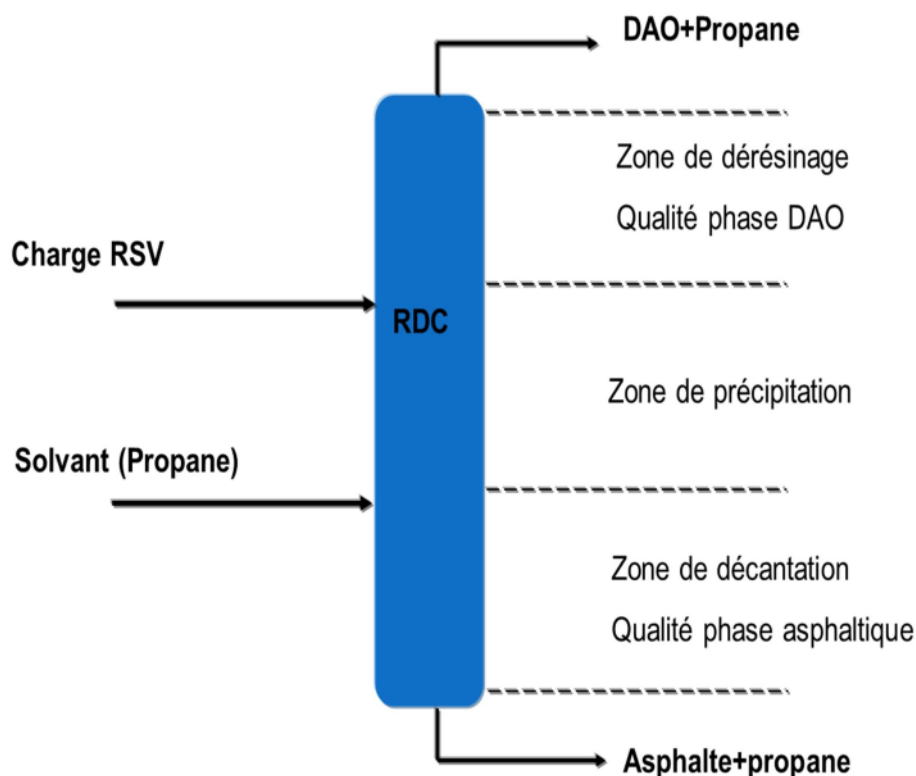 DAO+Propane
Zone de dérésinage
Qualité phase DAO
Charge RSV
RDC
Zone de précipitation
Solvant (Propane)
Zone de décantation
Qualité phase asphaltique
Asphalte+propane